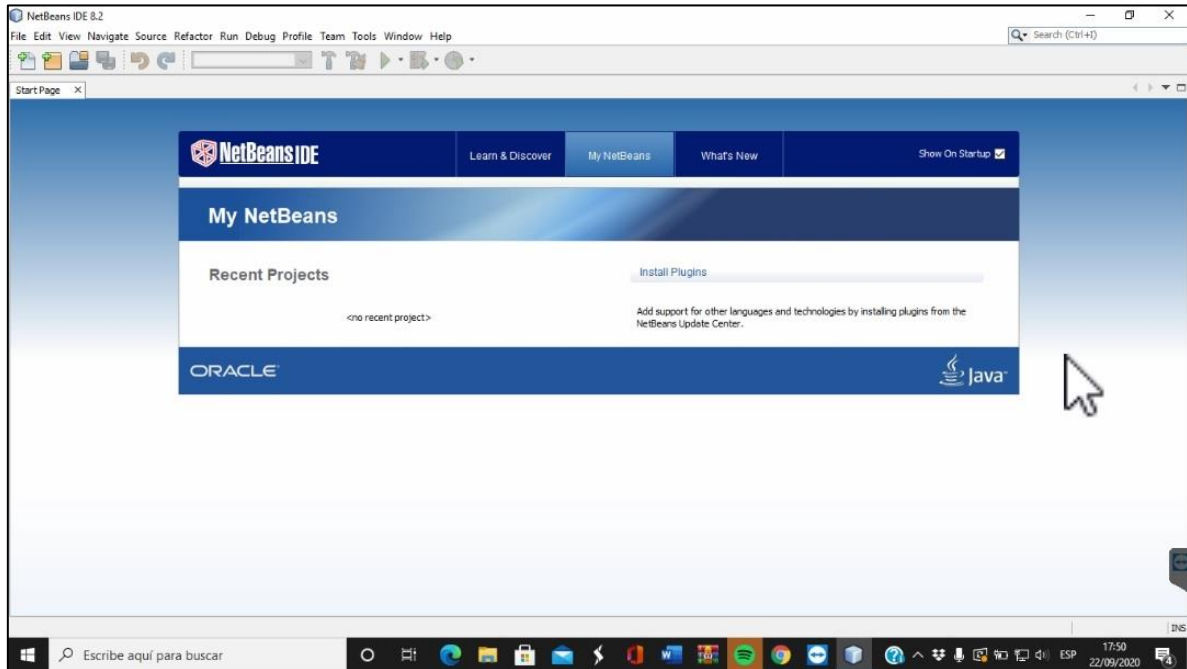 NetBeans IDE 8.2
File Edit View Navigate Source Refactor Run Debug Profile Team Tools Window Help
Search (Ctrl+I)
Start Page
NetBeans IDE
Learn & Discover
My NetBeans
What's New
Show On Startup
My NetBeans
Recent Projects
<no recent project>
Install Plugins
Add support for other languages and technologies by installing plugins from the
NetBeans Update Center.
ORACLE
Java
INS
Escribe aquí para buscar
ESP
17:50
22/09/2020
4